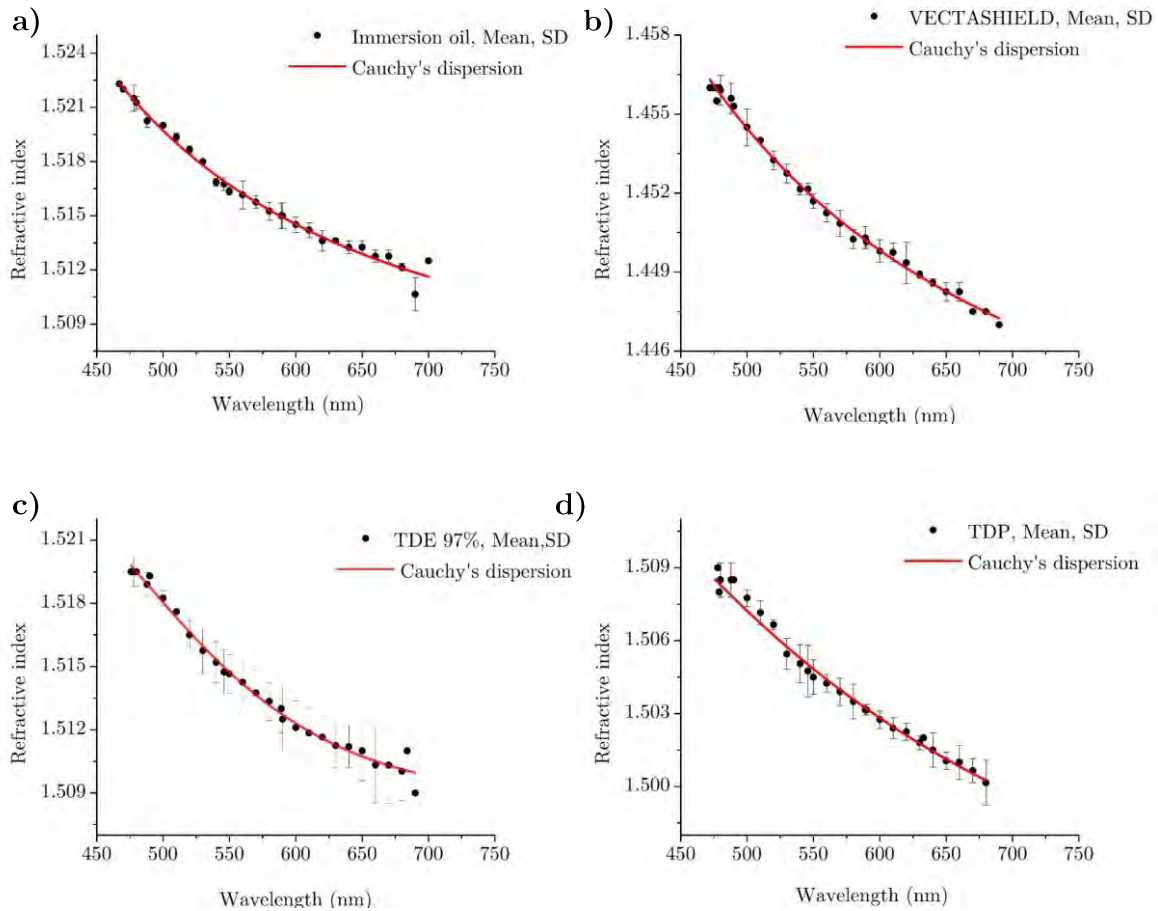 a)
Immersion oil, Mean, SD
Cauchy's dispersion
1.524
1.521
1.518
1.515
1.512
1.509
Refractive index
450 500 550 600 650 700 750
Wavelength (nm)
b)
VECTASHIELD, Mean, SD
Cauchy's dispersion
1.458
1.456
1.452
1.449
1.446
Refractive index
450 500 550 600 650 700 750
Wavelength (nm)
c)
TDE 97%, Mean,SD
Cauchy's dispersion
1.521
1.518
1.515
1.512
1.509
Refractive index
450 500 550 600 650 700 750
Wavelength (nm)
d)
TDP, Mean, SD
Cauchy's dispersion
1.509
1.506
1.503
1.500
Refractive index
450 500 550 600 650 700 750
Wavelength (nm)